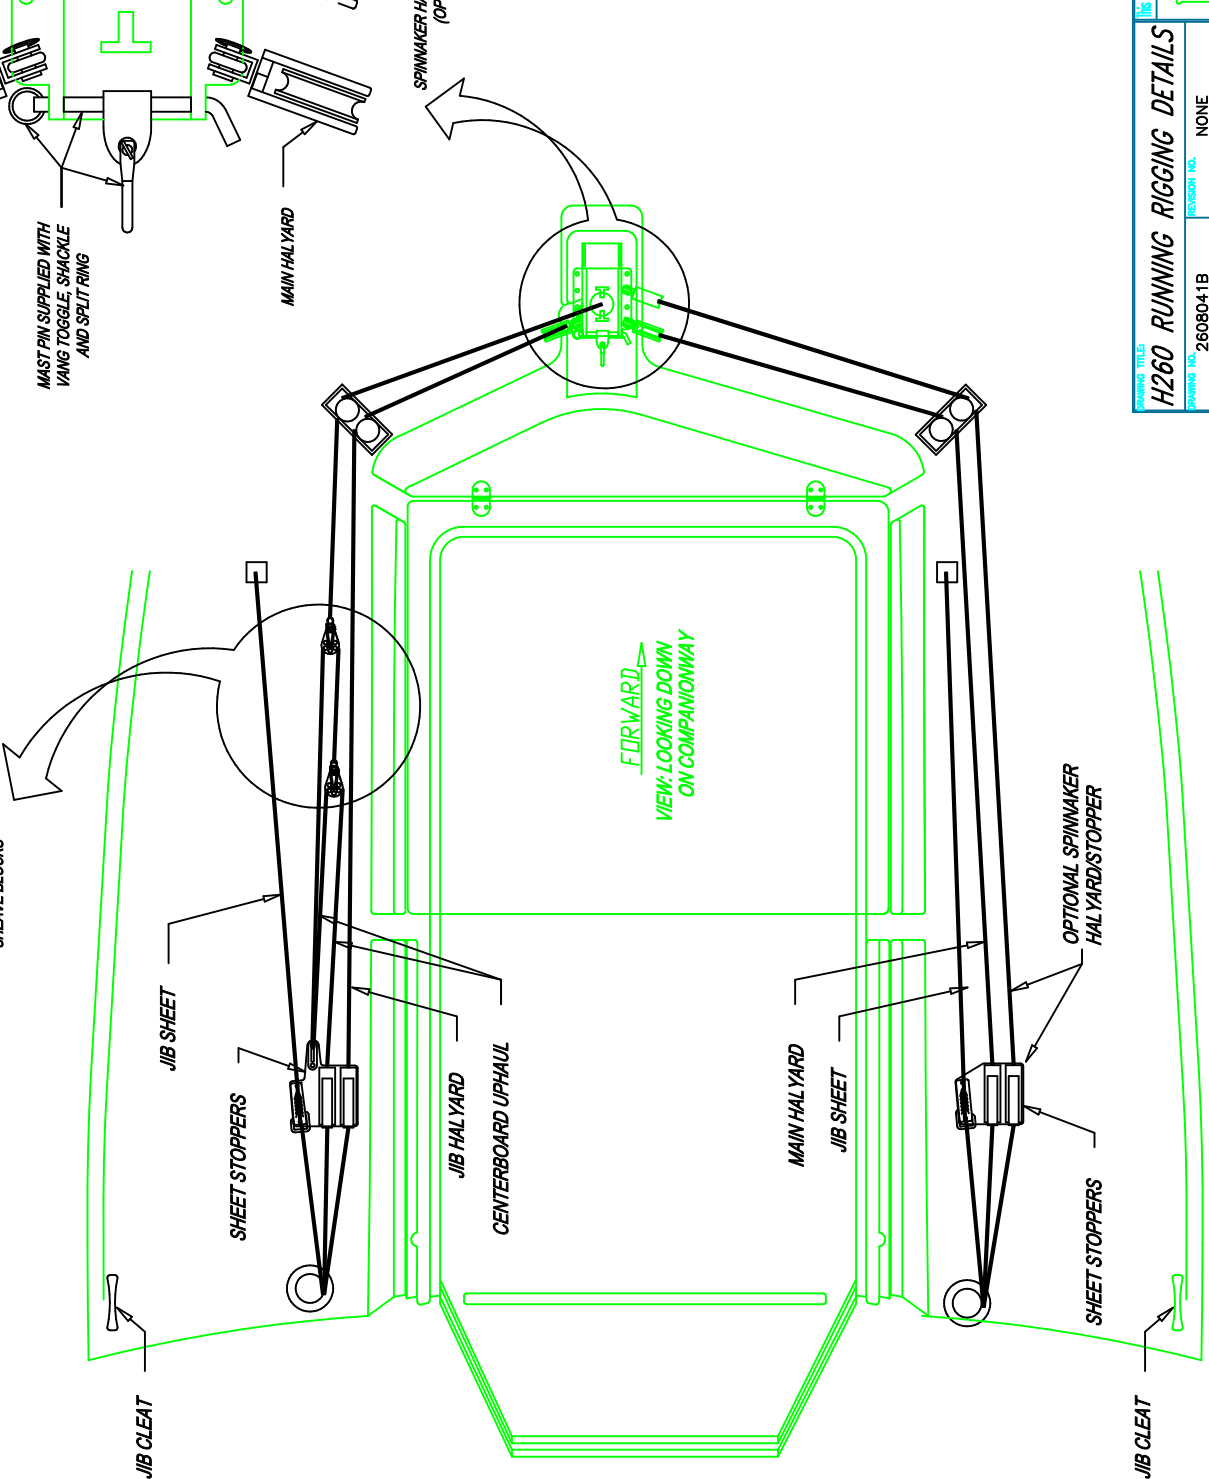 MAST PIN SUPPLIED WITH
VANG TOGGLE, SHACKLE
AND SPLIT RING
MAIN HALYARD
SPINNAKER
JIB SHEET
SHEET STOPPERS
JIB HALYARD
CENTERBOARD UPHAUL
JIB CLEAT
FORWARD
VIEW: LOOKING DOWN
ON COMPANIONWAY
MAIN HALYARD
JIB SHEET
OPTIONAL SPINNAKER
HALYARD/STOPPER
SHEET STOPPERS
JIB CLEAT
DRAWING TITLE:
H260 RUNNING RIGGING DETAILS
DRAWING NO.
2608041B
REVISION NO.
NONE